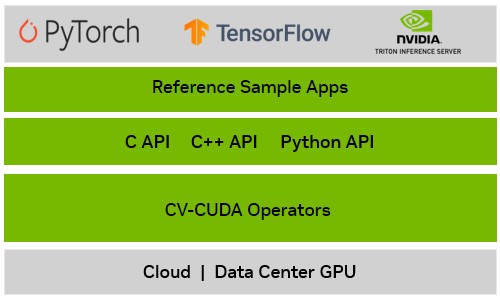 PyTorch TensorFlow NVIDIA.
TRITON INFERENCE SERVER
Reference Sample Apps
C API C++ API Python API
CV-CUDA Operators
Cloud | Data Center GPU